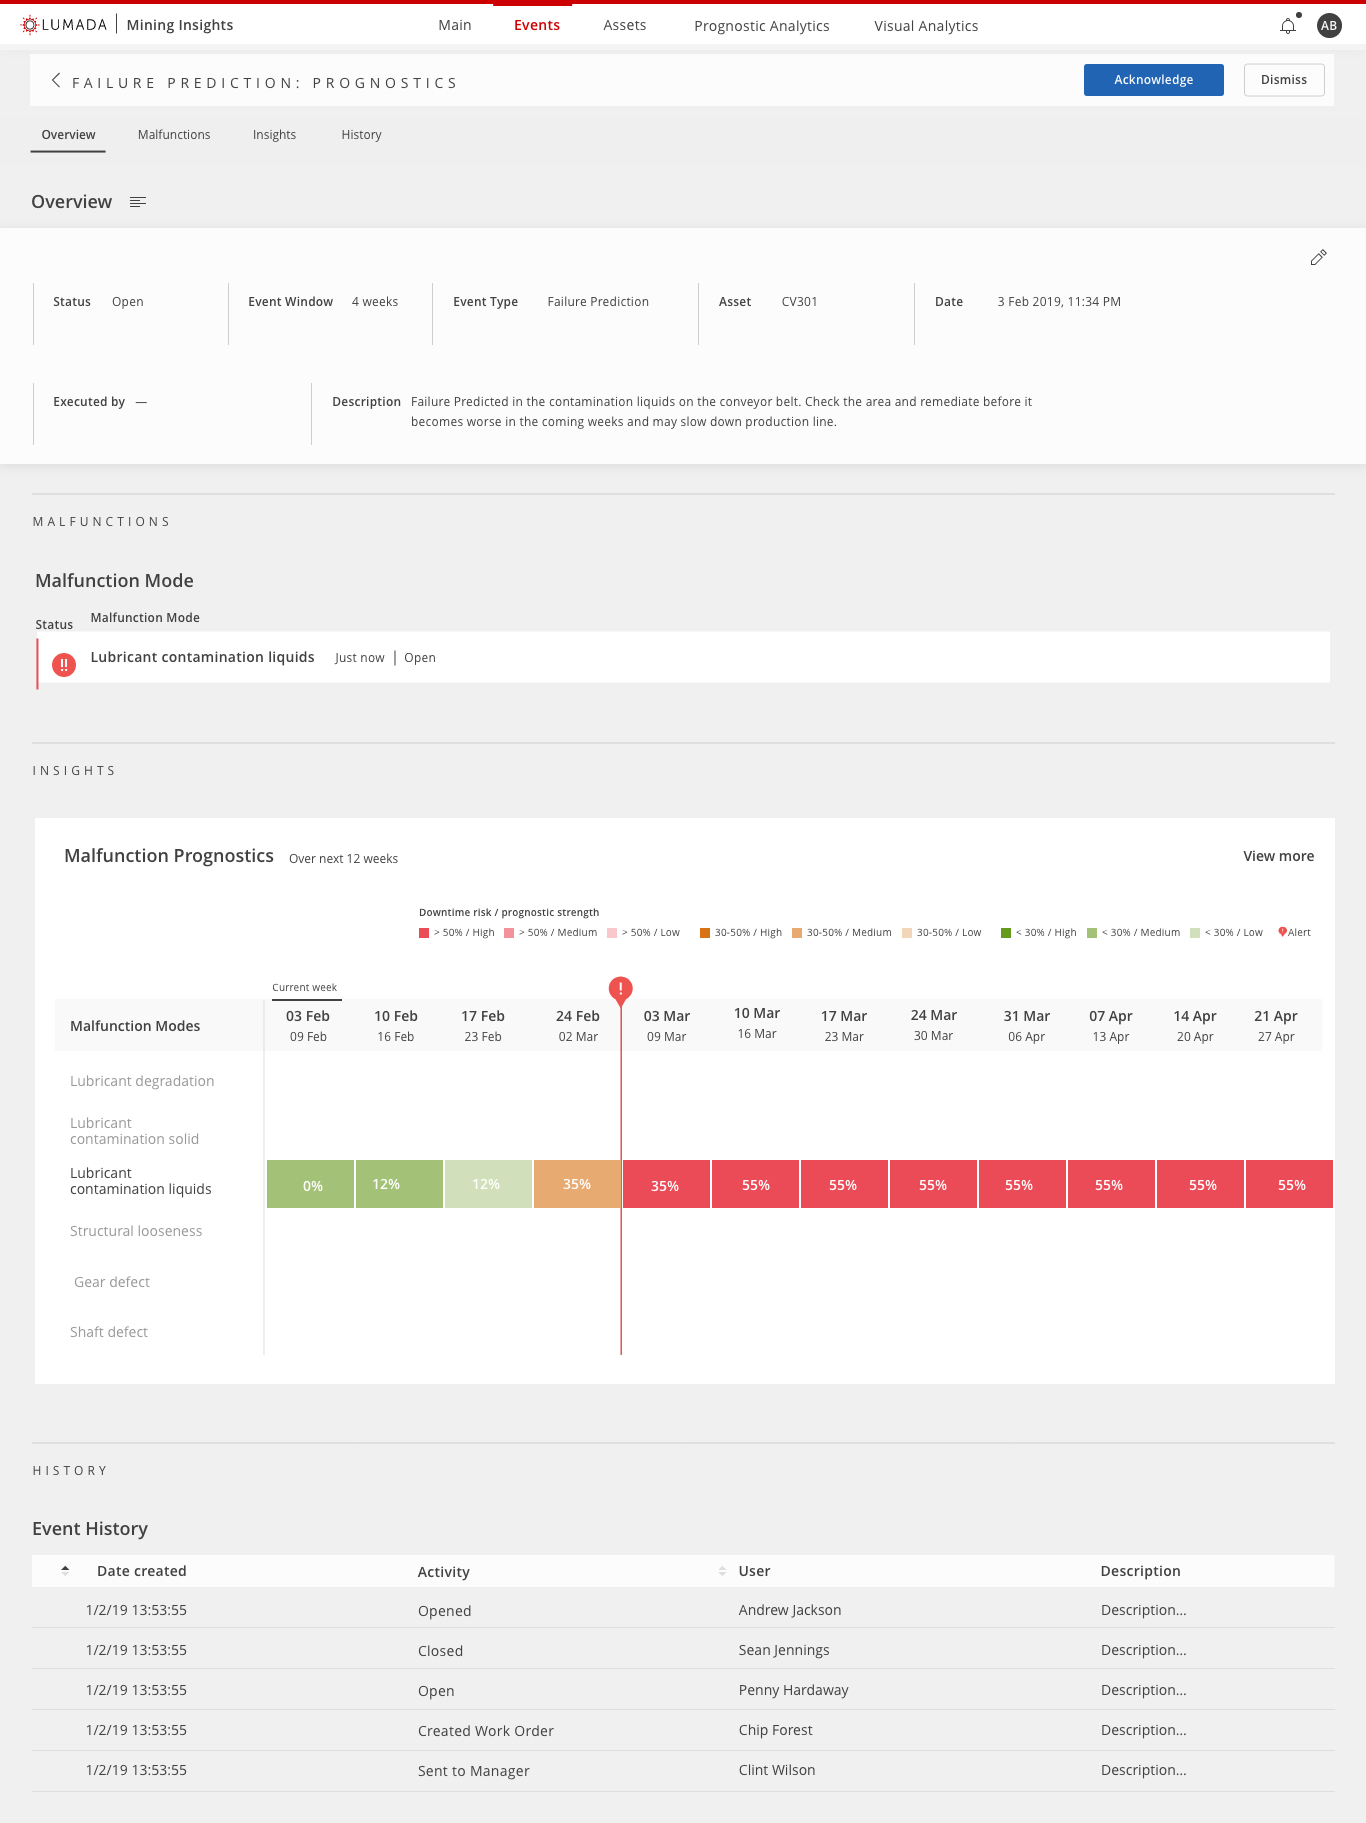 LUMADA | Mining Insights
Main
Events
Assets
Prognostic Analytics
Visual Analytics
AB
FAILURE PREDICTION: PROGNOSTICS
Acknowledge
Dismiss
Overview
Malfunctions
Insights
History
Overview
Status Open
Event Window 4 weeks
Event Type Failure Prediction
Asset CV301
Date 3 Feb 2019, 11:34 PM
Executed by —
Description Failure Predicted in the contamination liquids on the conveyor belt. Check the area and remediate before it
becomes worse in the coming weeks and may slow down production line.
MALFUNCTIONS
Malfunction Mode
Status Malfunction Mode
!! Lubricant contamination liquids Just now | Open
INSIGHTS
Malfunction Prognostics Over next 12 weeks
View more
Downtime risk / prognostic strength
> 50% / High > 50% / Medium > 50% / Low 30-50% / High 30-50% / Medium 30-50% / Low < 30% / High < 30% / Medium < 30% / Low Alert
Current week
!
Malfunction Modes
03 Feb 10 Feb 17 Feb 24 Feb 03 Mar 10 Mar 17 Mar 24 Mar 31 Mar 07 Apr 14 Apr 21 Apr
09 Feb 16 Feb 23 Feb 02 Mar 09 Mar 16 Mar 23 Mar 30 Mar 06 Apr 13 Apr 20 Apr 27 Apr
Lubricant degradation
Lubricant
contamination solid
Lubricant
contamination liquids
0% 12% 12% 35% 35% 55% 55% 55% 55% 55% 55% 55%
Structural looseness
Gear defect
Shaft defect
HISTORY
Event History
Date created Activity User Description
1/2/19 13:53:55 Opened Andrew Jackson Description...
1/2/19 13:53:55 Closed Sean Jennings Description...
1/2/19 13:53:55 Open Penny Hardaway Description...
1/2/19 13:53:55 Created Work Order Chip Forest Description...
1/2/19 13:53:55 Sent to Manager Clint Wilson Description...